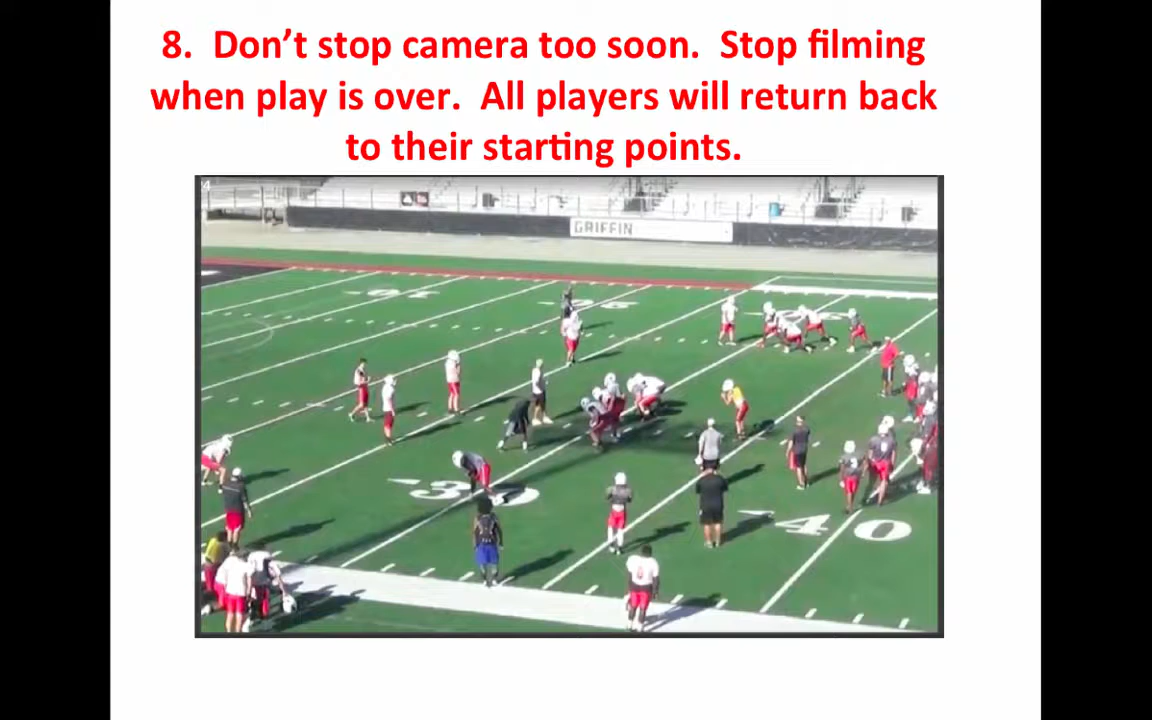 8. Don’t stop camera too soon. Stop filming
when play is over. All players will return back
to their starting points.
4
GRIFFIN
-30
-40